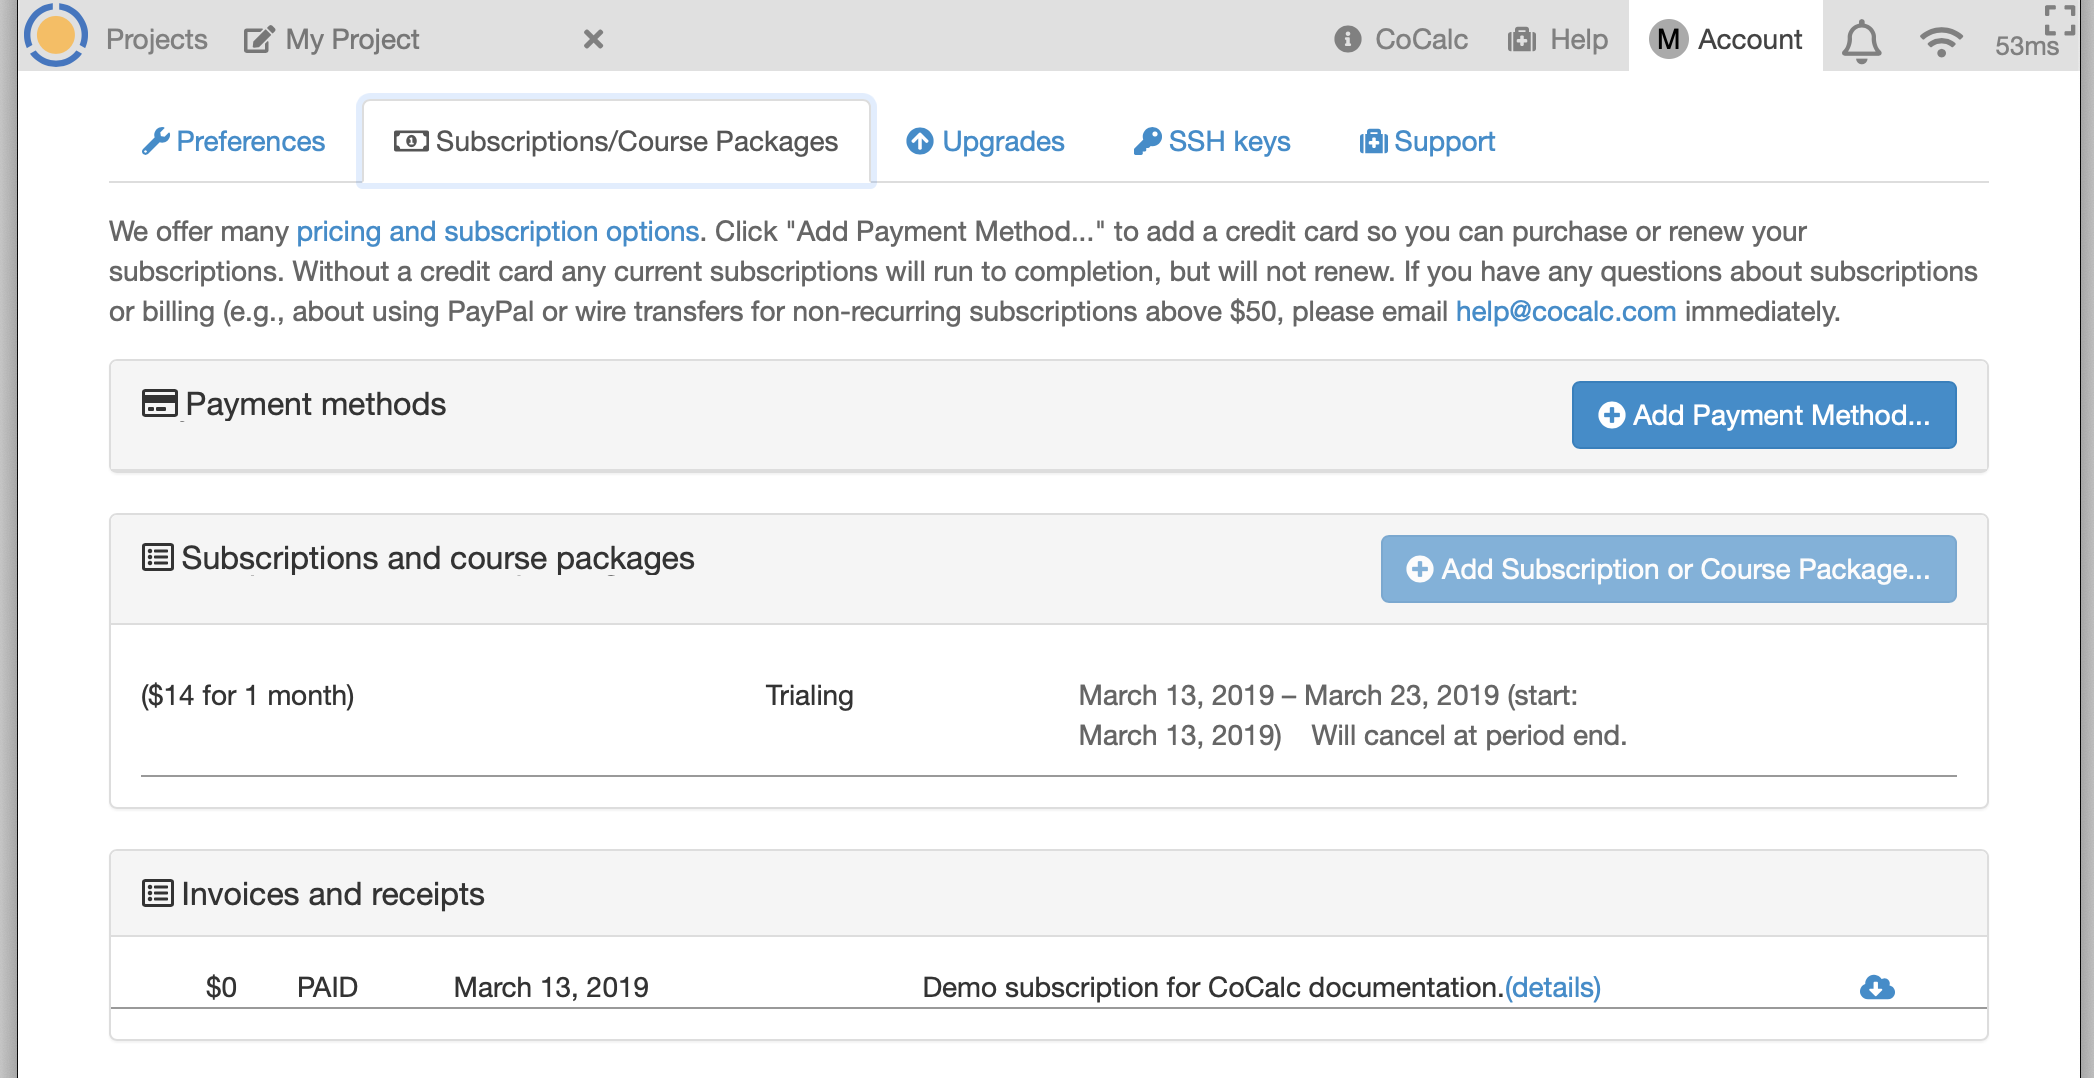 Projects My Project CoCalc Help M Account 53ms
Preferences Subscriptions/Course Packages Upgrades SSH keys Support
We offer many pricing and subscription options. Click "Add Payment Method..." to add a credit card so you can purchase or renew your
subscriptions. Without a credit card any current subscriptions will run to completion, but will not renew. If you have any questions about subscriptions
or billing (e.g., about using PayPal or wire transfers for non-recurring subscriptions above $50, please email help@cocalc.com immediately.
Payment methods Add Payment Method...
Subscriptions and course packages Add Subscription or Course Package...
($14 for 1 month) Trialing March 13, 2019 – March 23, 2019 (start:
March 13, 2019) Will cancel at period end.
Invoices and receipts
$0 PAID March 13, 2019 Demo subscription for CoCalc documentation.(details)